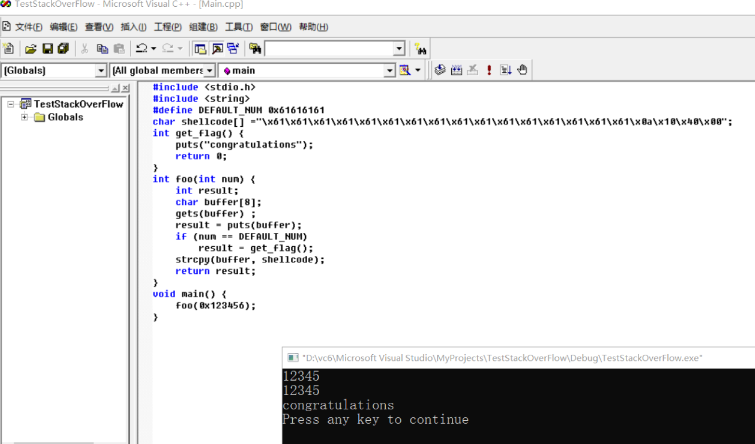 TestStackOverFlow - Microsoft Visual C++ - [Main.cpp]
文件(F) 编辑(E) 查看(V) 插入(I) 工程(P) 组建(B) 工具(T) 窗口(W) 帮助(H)
(Globals) (All global members main
TestStackOverFlow
Globals
#include <stdio.h>
#include <string>
#define DEFAULT_NUM 0x61616161
char shellcode[] ="\x61\x61\x61\x61\x61\x61\x61\x61\x61\x61\x61\x61\x61\x61\x61\x61\x0a\x10\x40\x00";
int get_flag() {
puts("congratulations");
return 0;
}
int foo(int num) {
int result;
char buffer[8];
gets(buffer) ;
result = puts(buffer);
if (num == DEFAULT_NUM)
result = get_flag();
strcpy(buffer, shellcode);
return result;
}
void main() {
foo(0x123456);
}
"D:\vc6\Microsoft Visual Studio\MyProjects\TestStackOverFlow\Debug\TestStackOverFlow.exe"
12345
12345
congratulations
Press any key to continue